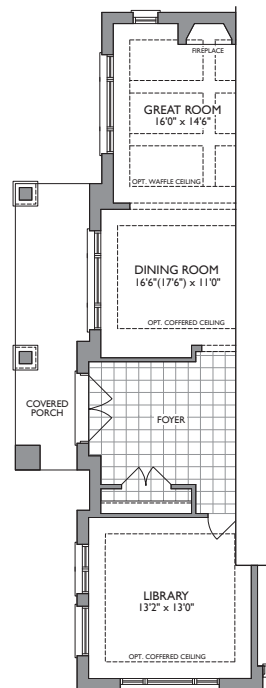 FIREPLACE
GREAT ROOM
16'0" x 14'6"
OPT. WAFFLE CEILING
DINING ROOM
16'6"(17'6") x 11'0"
OPT. COFFERED CEILING
COVERED
PORCH
FOYER
LIBRARY
13'2" x 13'0"
OPT. COFFERED CEILING